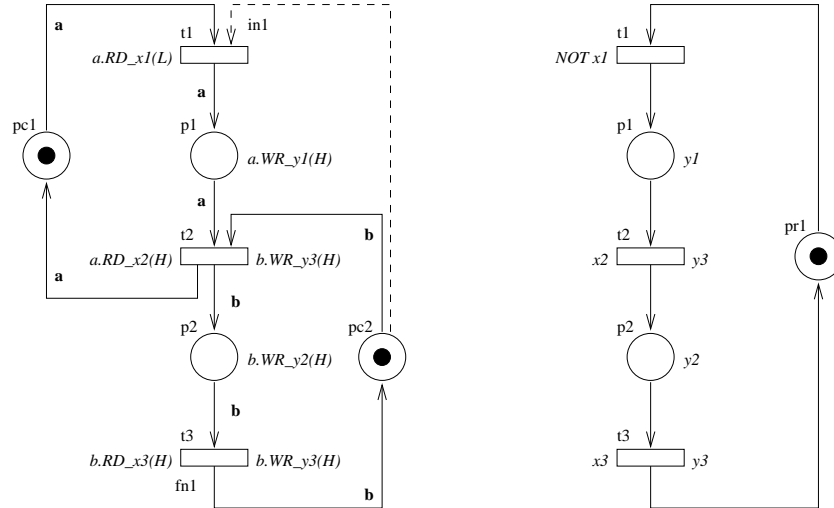 a
t1
in1
a.RD_x1(L)
a
pc1
p1
a.WR_y1(H)
a
t2
b
a.RD_x2(H)
b.WR_y3(H)
a
b
p2
pc2
b.WR_y2(H)
b
t3
b.RD_x3(H)
b.WR_y3(H)
fn1
b
t1
NOT x1
p1
y1
pr1
t2
x2
y3
p2
y2
t3
x3
y3